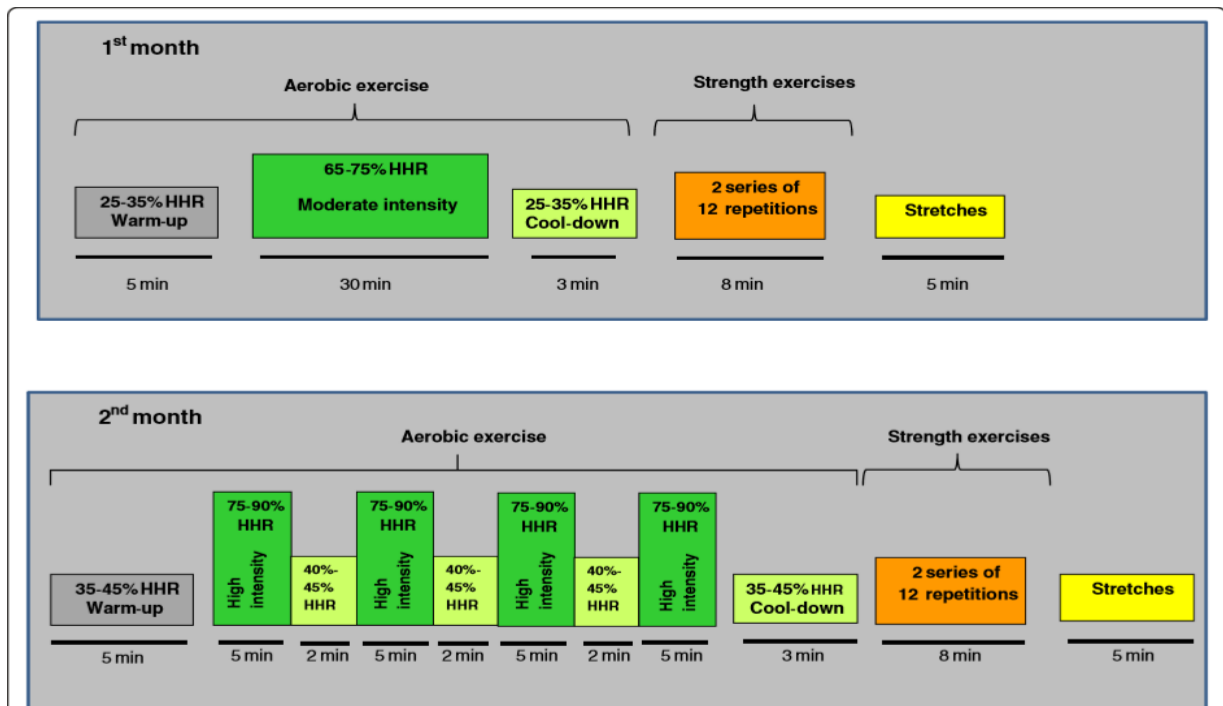 1st month
Aerobic exercise
Strength exercises
25-35% HHR
Warm-up
65-75% HHR
Moderate intensity
25-35% HHR
Cool-down
2 series of
12 repetitions
Stretches
5 min
30 min
3 min
8 min
5 min
2nd month
Aerobic exercise
Strength exercises
35-45% HHR
Warm-up
75-90%
HHR
High
intensity
40%-
45%
HHR
75-90%
HHR
High
intensity
40%-
45%
HHR
75-90%
HHR
High
intensity
40%-
45%
HHR
75-90%
HHR
High
intensity
35-45% HHR
Cool-down
2 series of
12 repetitions
Stretches
5 min
5 min
2 min
5 min
2 min
5 min
2 min
5 min
3 min
8 min
5 min